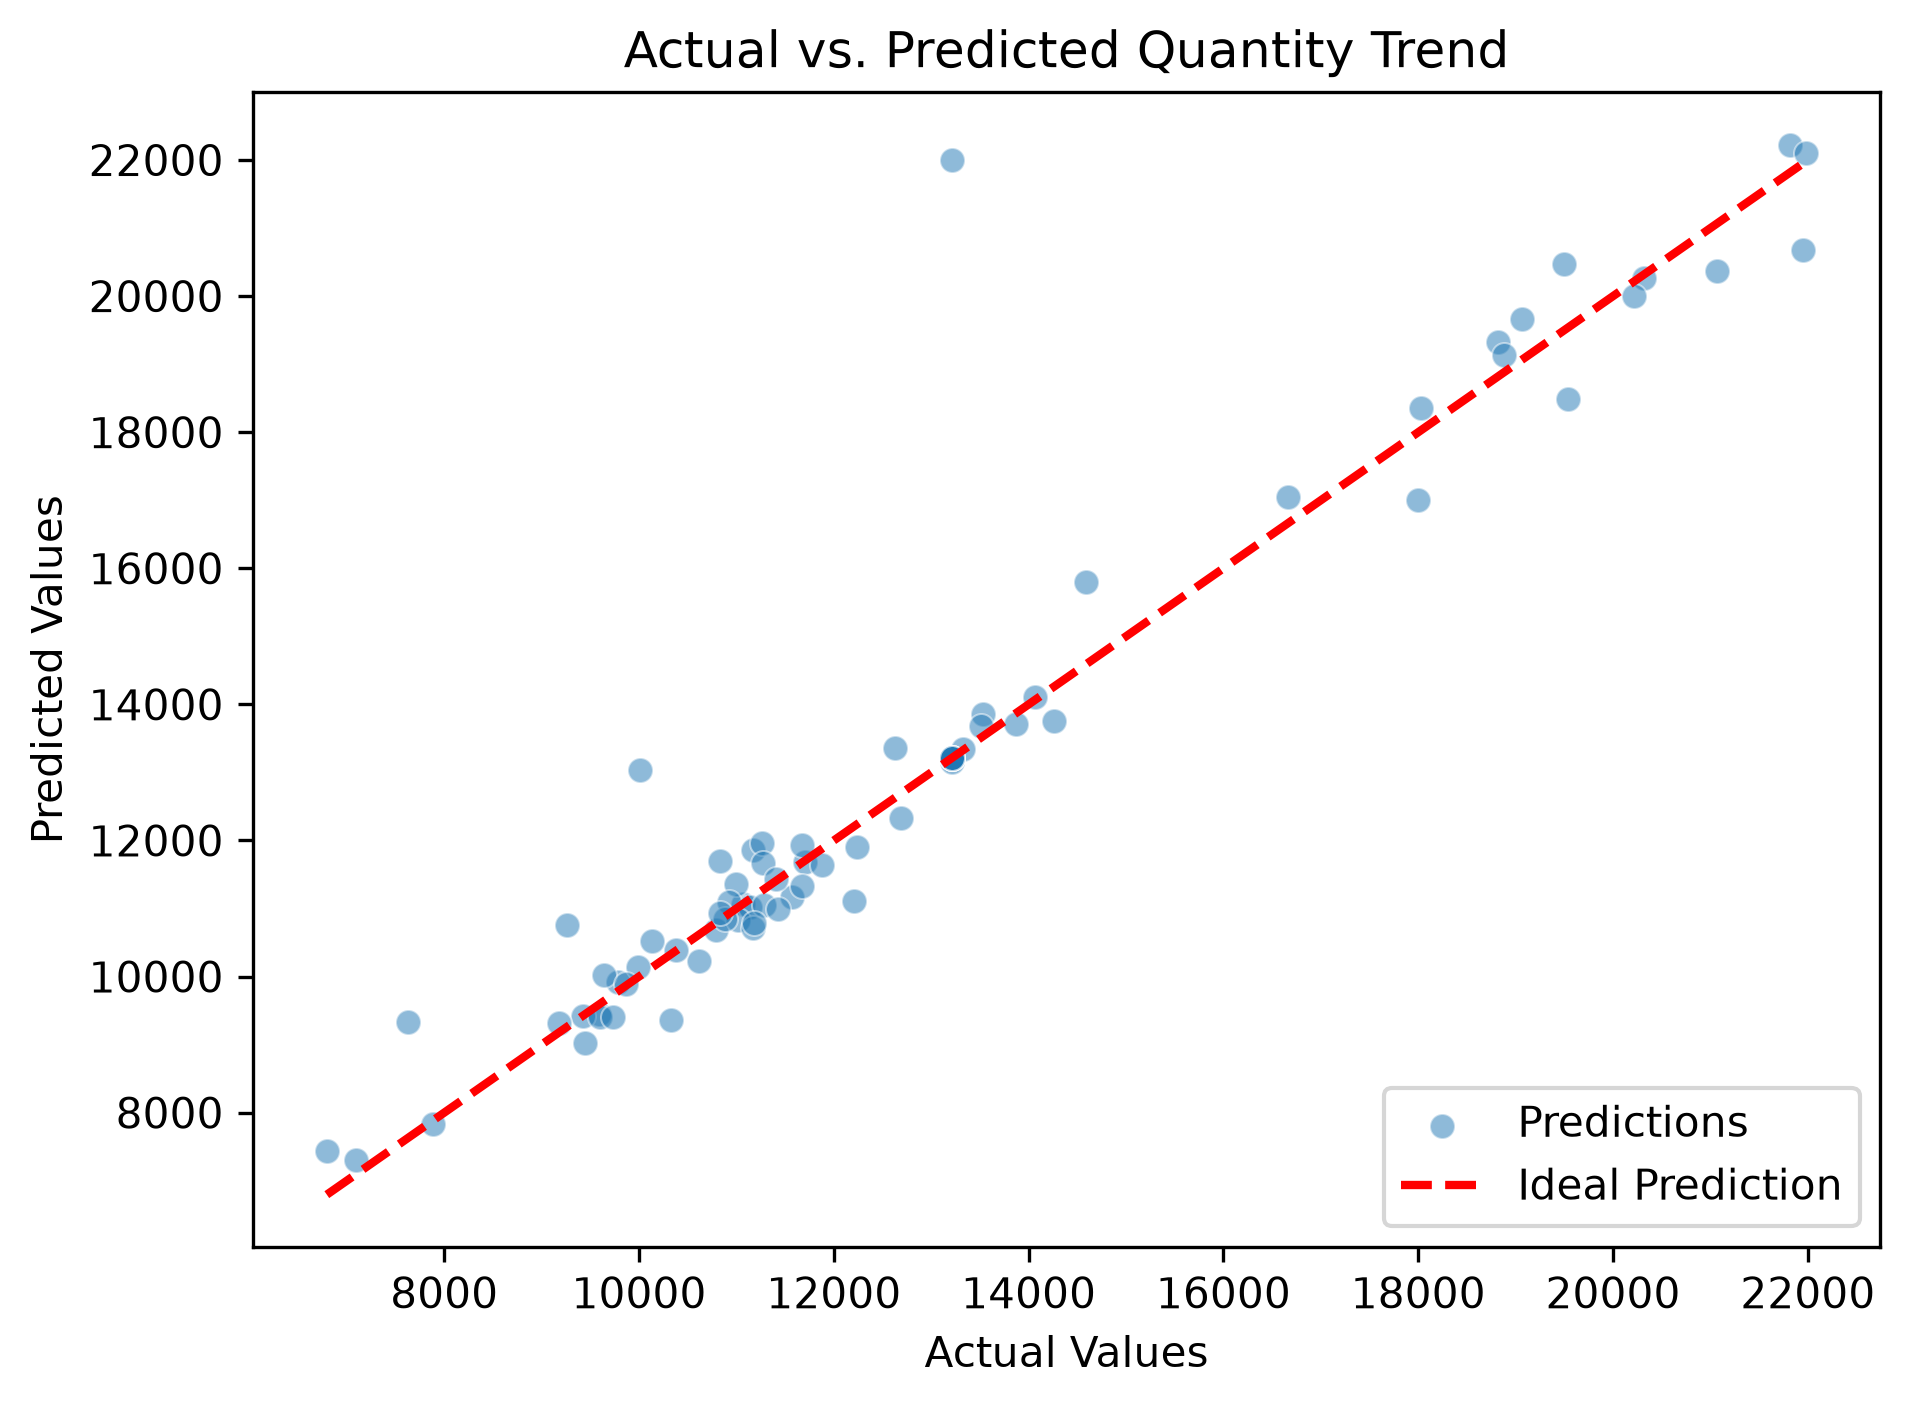 Actual vs. Predicted Quantity Trend
Predicted Values
22000
20000
18000
16000
14000
12000
10000
8000
Predictions
Ideal Prediction
8000 10000 12000 14000 16000 18000 20000 22000
Actual Values